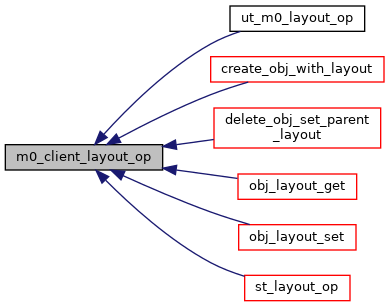 ut_m0_layout_op
create_obj_with_layout
delete_obj_set_parent
_layout
m0_client_layout_op
obj_layout_get
obj_layout_set
st_layout_op